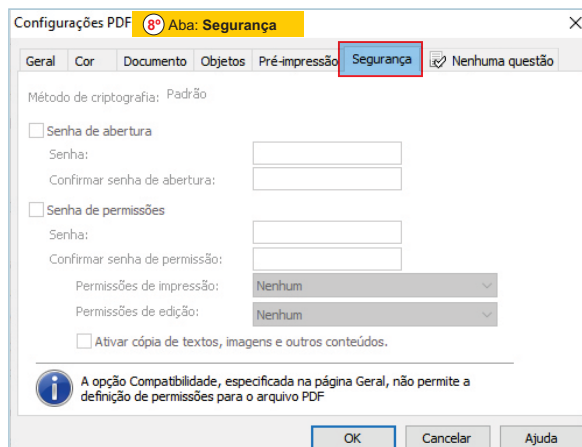 Configurações PDF 8º Aba: Segurança
Geral Cor Documento Objetos Pré-impressão Segurança Nenhuma questão
Método de criptografia: Padrão
Senha de abertura
Senha:
Confirmar senha de abertura:
Senha de permissões
Senha:
Confirmar senha de permissão:
Permissões de impressão: Nenhum
Permissões de edição: Nenhum
Ativar cópia de textos, imagens e outros conteúdos.
A opção Compatibilidade, especificada na página Geral, não permite a
definição de permissões para o arquivo PDF
OK Cancelar Ajuda